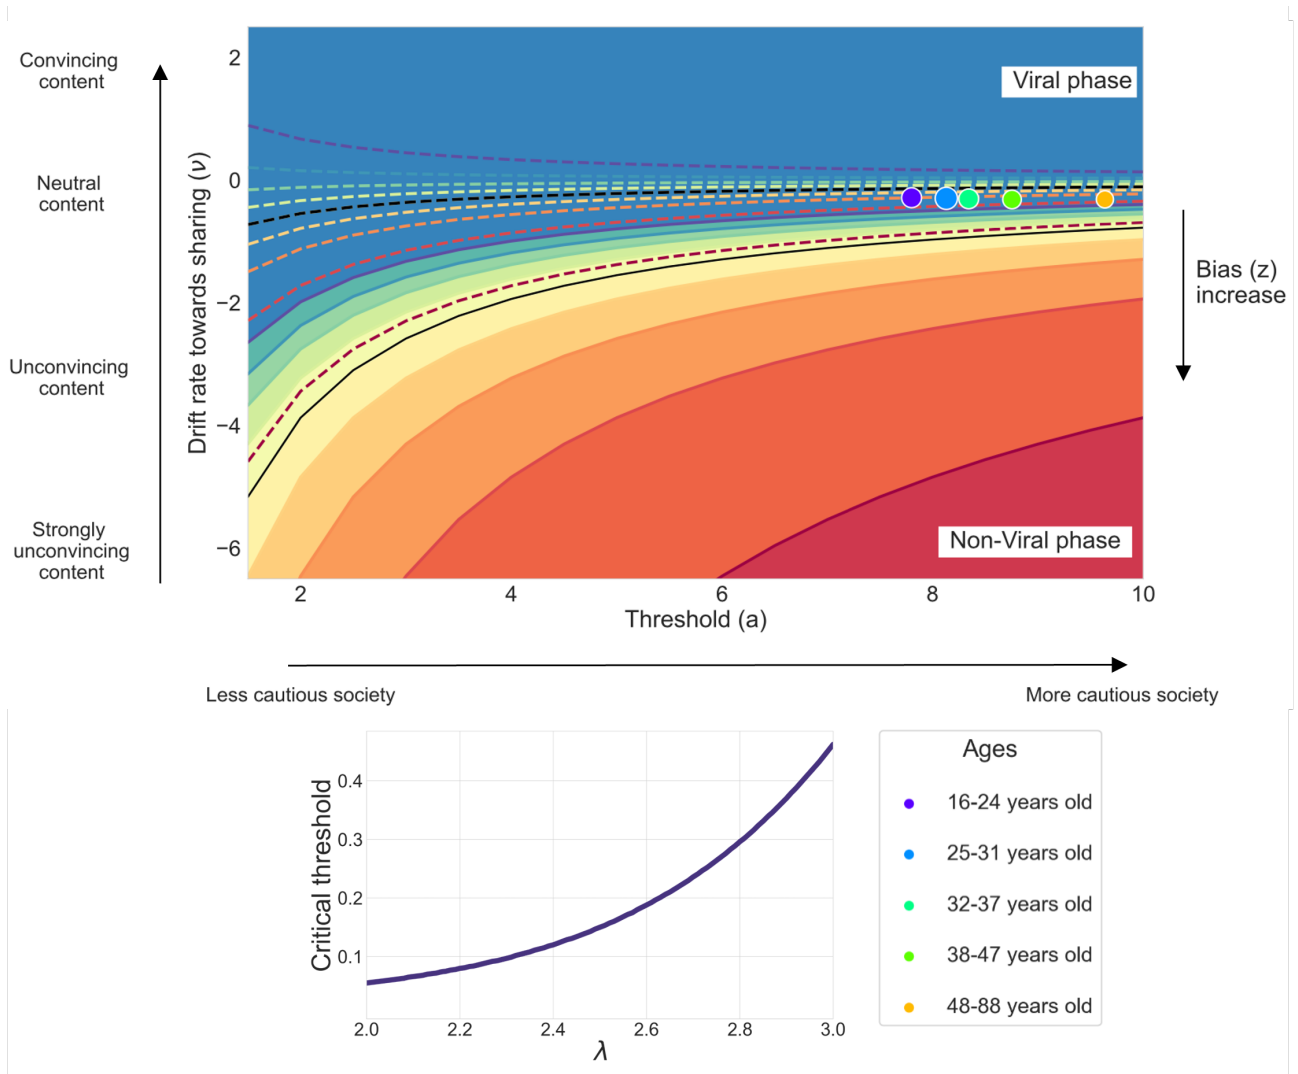 Convincing
content
Neutral
content
Unconvincing
content
Strongly
unconvincing
content
Drift rate towards sharing (ν)
2
0
−2
−4
−6
Viral phase
Non-Viral phase
Bias (z)
increase
2
4
6
8
10
Threshold (a)
Less cautious society
More cautious society
Critical threshold
0.4
0.3
0.2
0.1
2.0
2.2
2.4
2.6
2.8
3.0
λ
Ages
16-24 years old
25-31 years old
32-37 years old
38-47 years old
48-88 years old